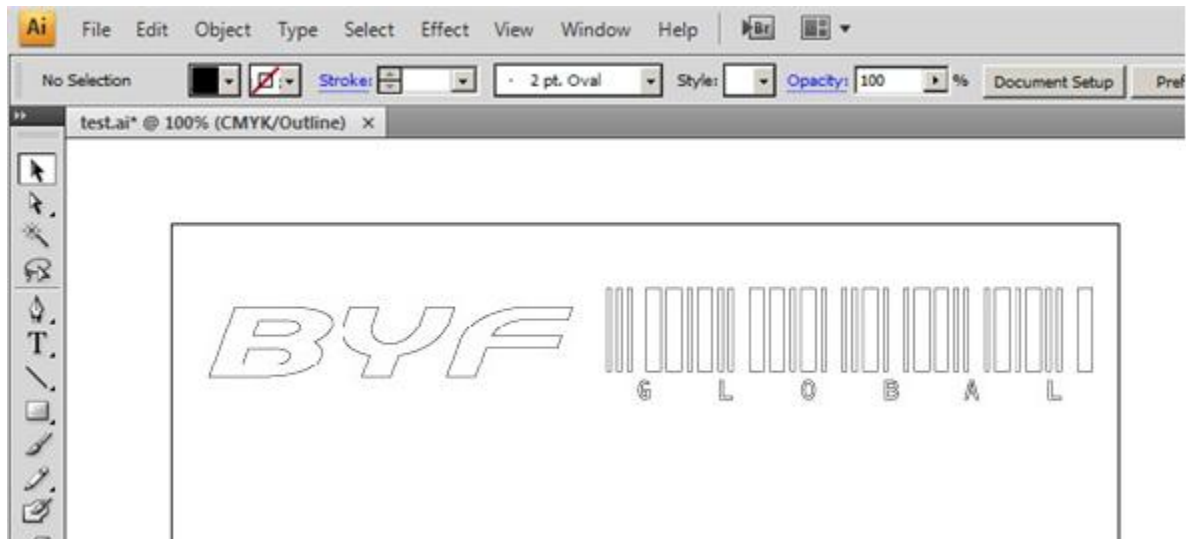 Ai File Edit Object Type Select Effect View Window Help Br
No Selection Stroke: 2 pt. Oval Style: Opacity: 100 % Document Setup Pref
test.ai* @ 100% (CMYK/Outline) ×
BYF
G L O B A L
T